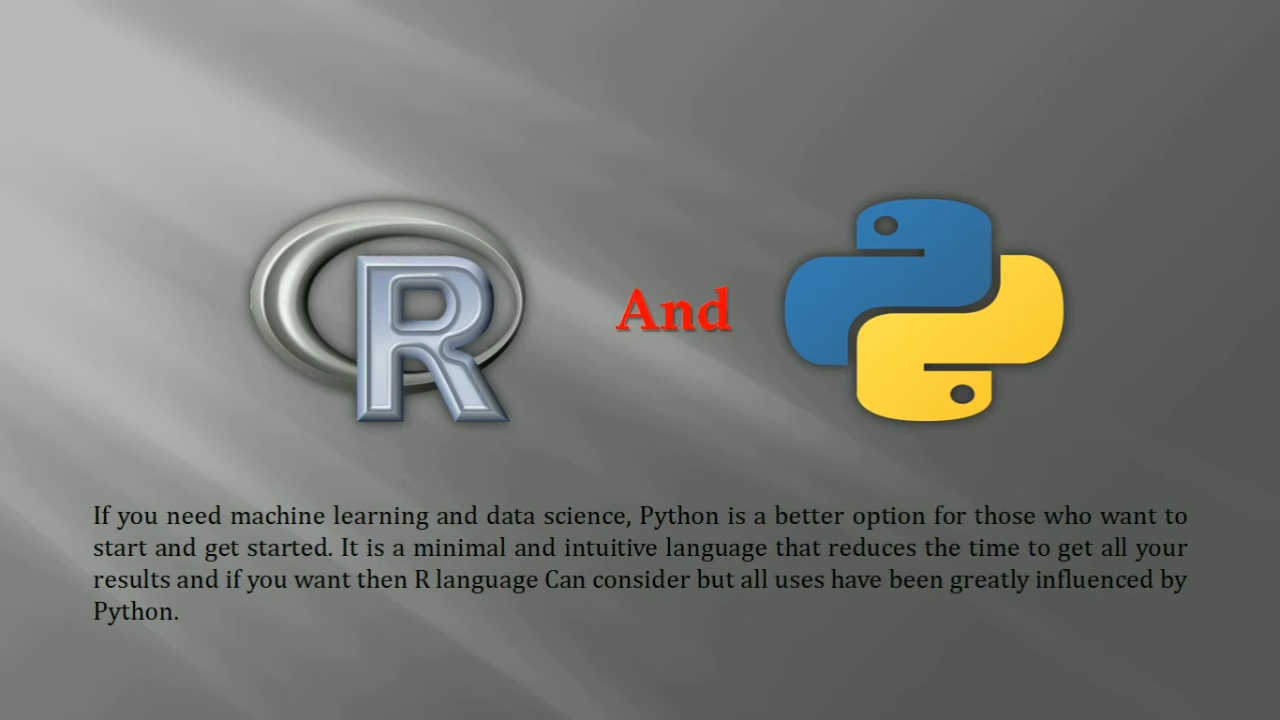 R
And
If you need machine learning and data science, Python is a better option for those who want to
start and get started. It is a minimal and intuitive language that reduces the time to get all your
results and if you want then R language Can consider but all uses have been greatly influenced by
Python.